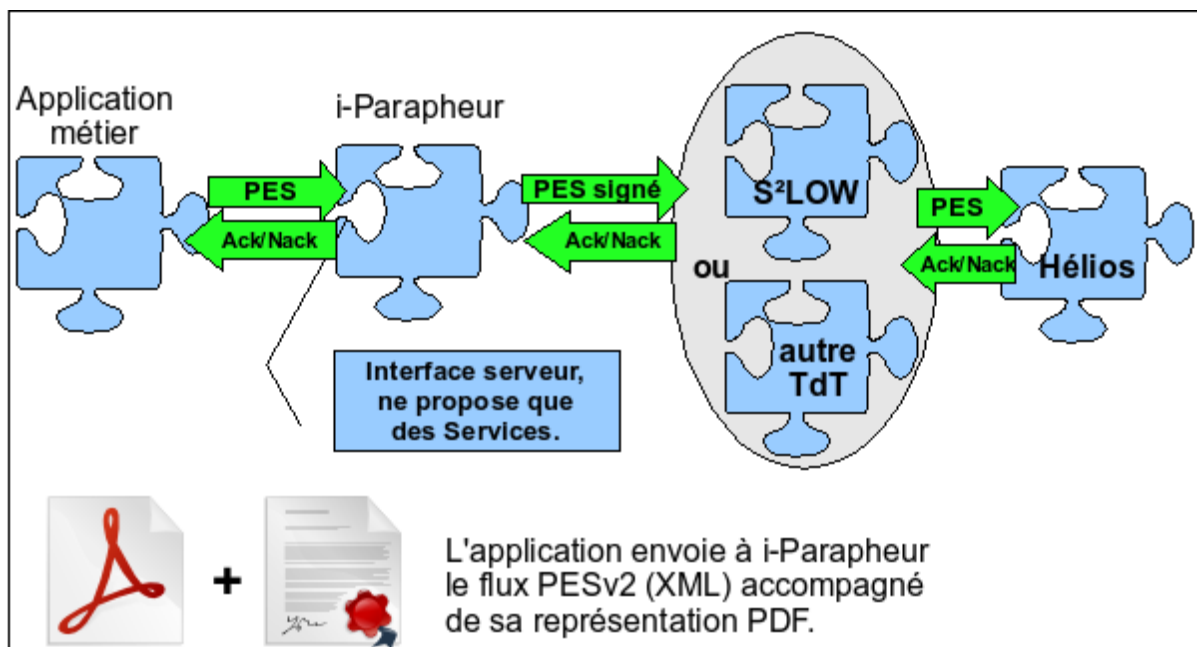 Application
métier
i-Parapheur
PES
Ack/Nack
PES signé
Ack/Nack
S²LOW
ou
autre
TdT
PES
Ack/Nack
Hélios
Interface serveur,
ne propose que
des Services.
+
L'application envoie à i-Parapheur
le flux PESv2 (XML) accompagné
de sa représentation PDF.